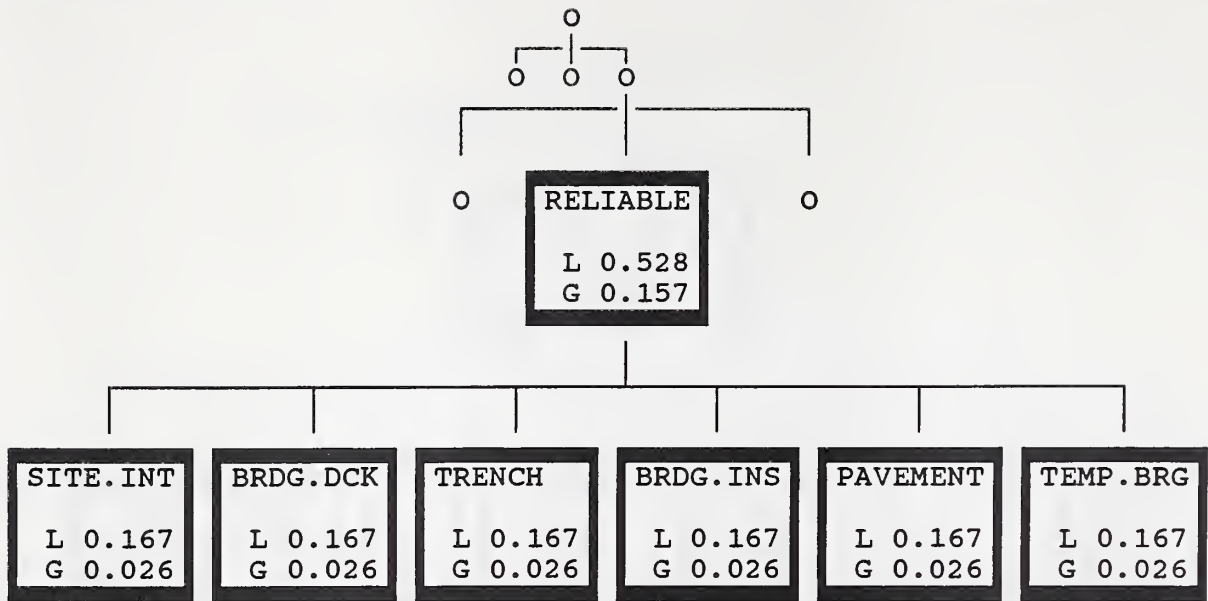 O
O O O
O
RELIABLE
L 0.528
G 0.157
O
SITE.INT
L 0.167
G 0.026
BRDG.DCK
L 0.167
G 0.026
TRENCH
L 0.167
G 0.026
BRDG.INS
L 0.167
G 0.026
PAVEMENT
L 0.167
G 0.026
TEMP.BRG
L 0.167
G 0.026